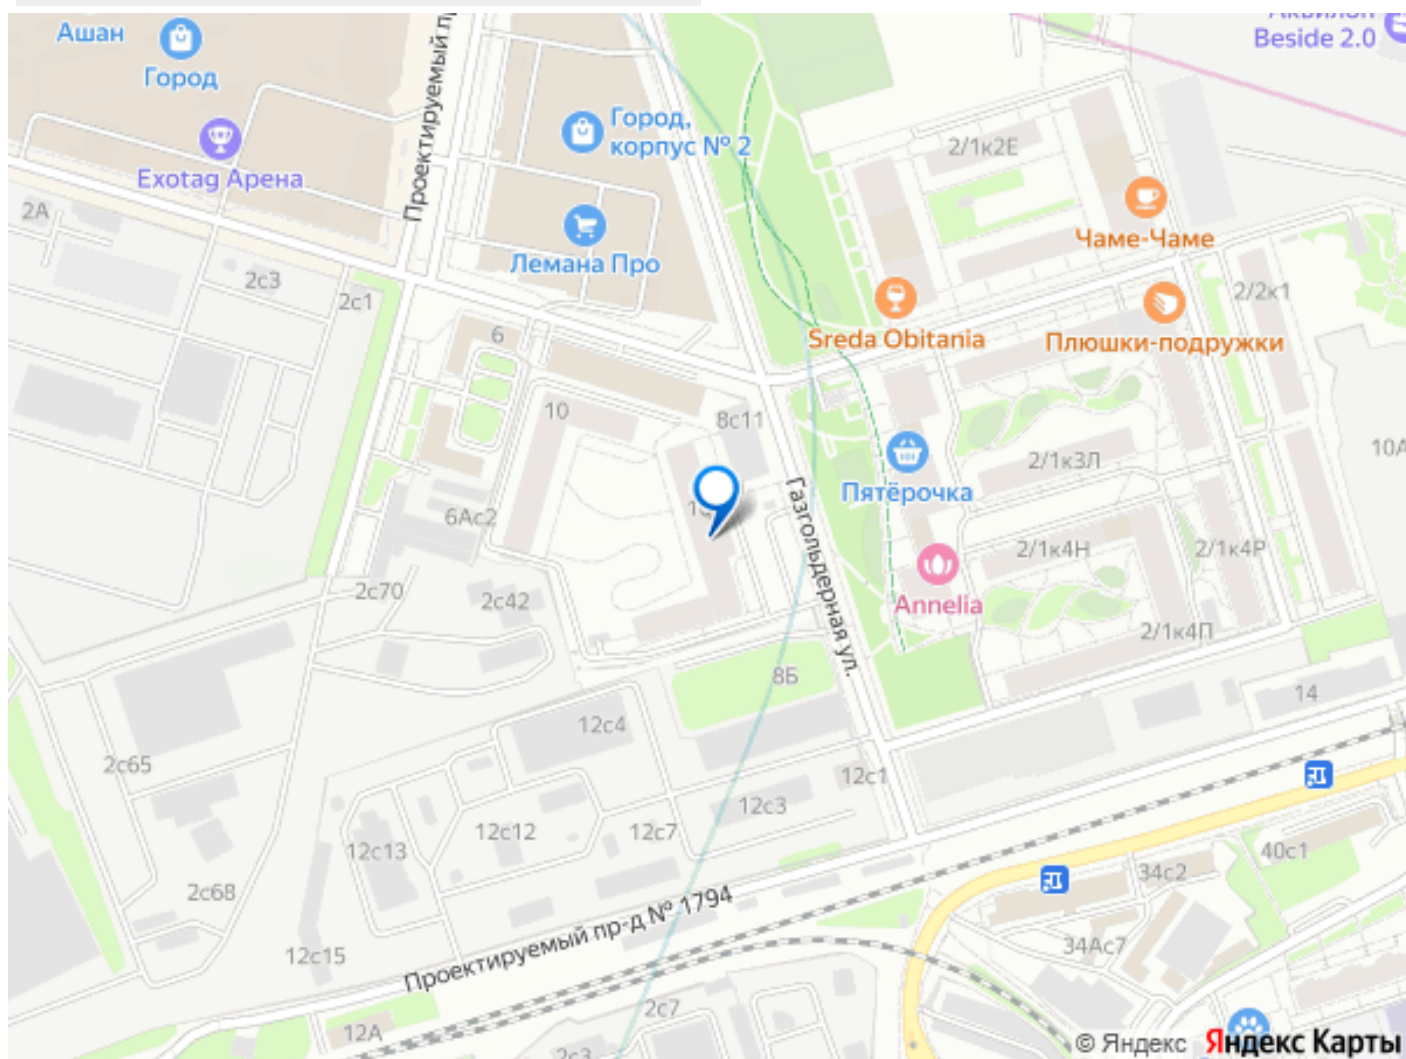 Ашан
Город
Проектируемый пр
Город,
корпус № 2
Beside 2.0
2/1к2Е
Exotag Арена
2А
Чаме-Чаме
Лемана Про
2с3
2с1
2/2к1
6
Sreda Obitania
Плюшки-подружки
10
8с11
10А
2/1к3Л
Пятёрочка
6Ас2
Газгольдерная ул.
2/1к4Н
2/1к4Р
2с70
2с42
Annelia
2/1к4П
8Б
14
12с4
2с65
12с1
12с3
12с12
12с7
12с13
40с1
34с2
2с68
Проектируемый пр-д № 1794
34Ас7
12с15
2с7
12А
2с3
© Яндекс Яндекс Карты